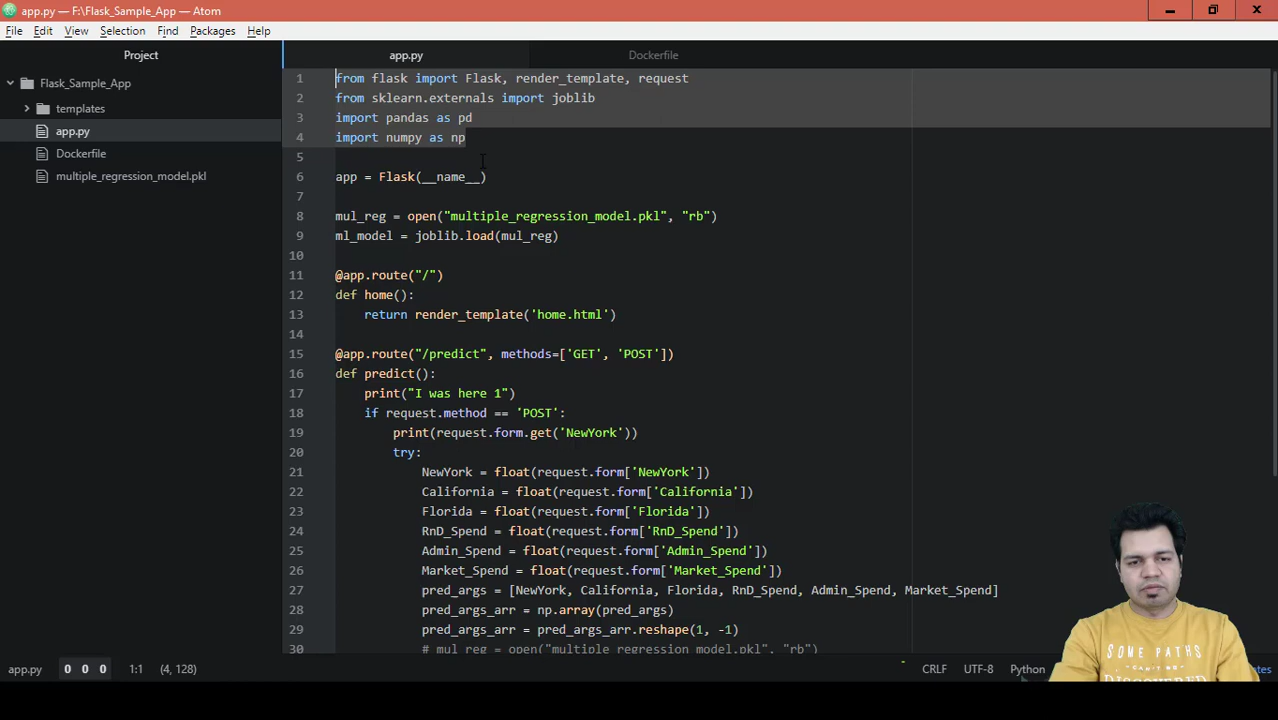 app.py — F:\Flask_Sample_App — Atom
File Edit View Selection Find Packages Help
Project
app.py
Dockerfile
Flask_Sample_App
templates
app.py
Dockerfile
multiple_regression_model.pkl
1 from flask import Flask, render_template, request
2 from sklearn.externals import joblib
3 import pandas as pd
4 import numpy as np
5
6 app = Flask(__name__)
7
8 mul_reg = open("multiple_regression_model.pkl", "rb")
9 ml_model = joblib.load(mul_reg)
10
11 @app.route("/")
12 def home():
13 return render_template('home.html')
14
15 @app.route("/predict", methods=['GET', 'POST'])
16 def predict():
17 print("I was here 1")
18 if request.method == 'POST':
19 print(request.form.get('NewYork'))
20 try:
21 NewYork = float(request.form['NewYork'])
22 California = float(request.form['California'])
23 Florida = float(request.form['Florida'])
24 RnD_Spend = float(request.form['RnD_Spend'])
25 Admin_Spend = float(request.form['Admin_Spend'])
26 Market_Spend = float(request.form['Market_Spend'])
27 pred_args = [NewYork, California, Florida, RnD_Spend, Admin_Spend, Market_Spend]
28 pred_args_arr = np.array(pred_args)
29 pred_args_arr = pred_args_arr.reshape(1, -1)
30 # mul_reg = open("multiple_regression_model.pkl", "rb")
app.py 0 0 0 1:1 (4, 128) CRLF UTF-8 Python
SOME PATHS
DISCOVERED